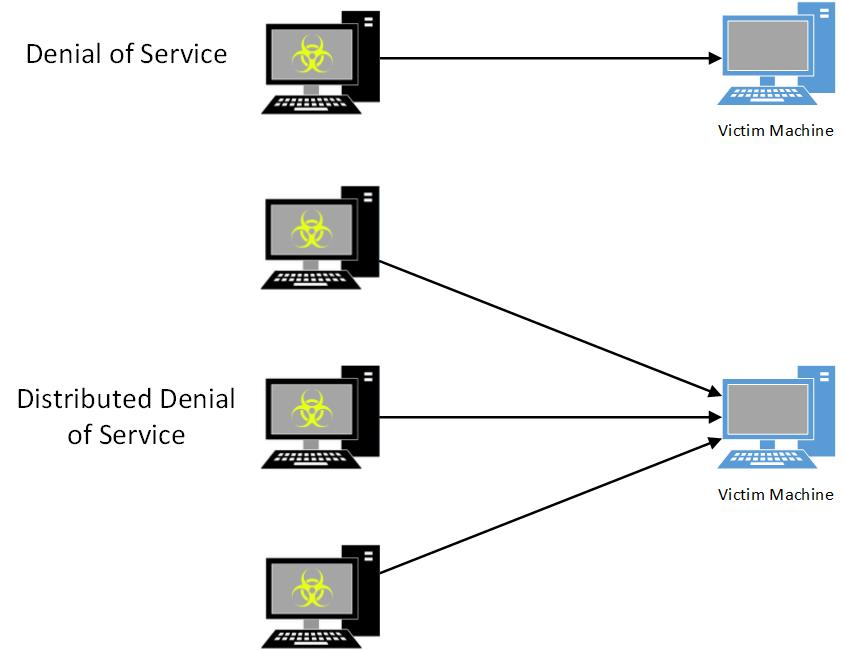 Denial of Service
Victim Machine
Distributed Denial
of Service
Victim Machine